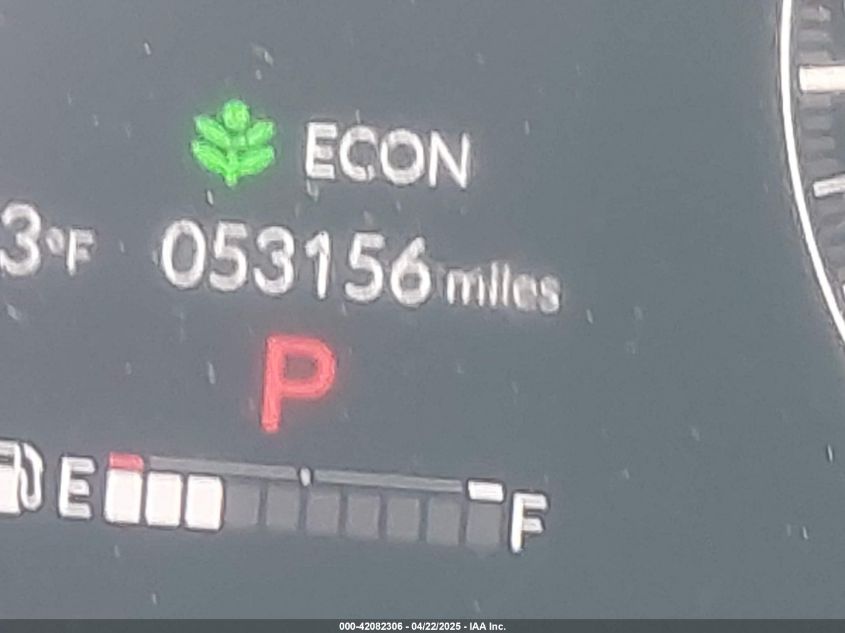 ECON
3°F 053156 miles
P
E F
000-42082306 - 04/22/2025 - IAA Inc.